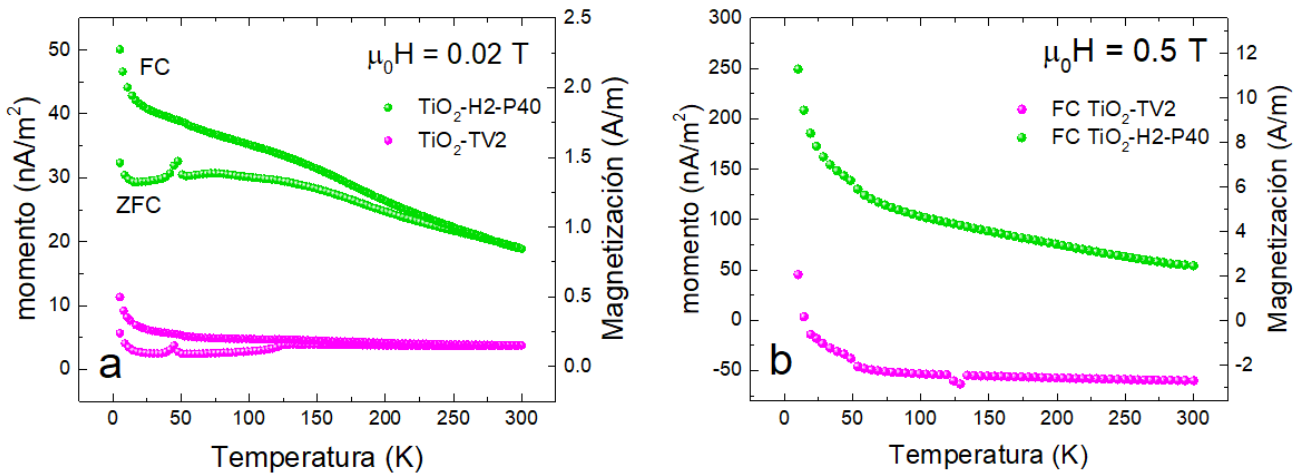 μ₀H = 0.02 T
FC
TiO₂-H2-P40
TiO₂-TV2
ZFC
a
momento (nA/m²)
0
10
20
30
40
50
Magnetización (A/m)
0.0
0.5
1.0
1.5
2.0
2.5
0
50
100
150
200
250
300
Temperatura (K)
μ₀H = 0.5 T
FC TiO₂-TV2
FC TiO₂-H2-P40
b
momento (nA/m²)
-50
0
50
100
150
200
250
300
Magnetización (A/m)
-2
0
2
4
6
8
10
12
0
50
100
150
200
250
300
Temperatura (K)